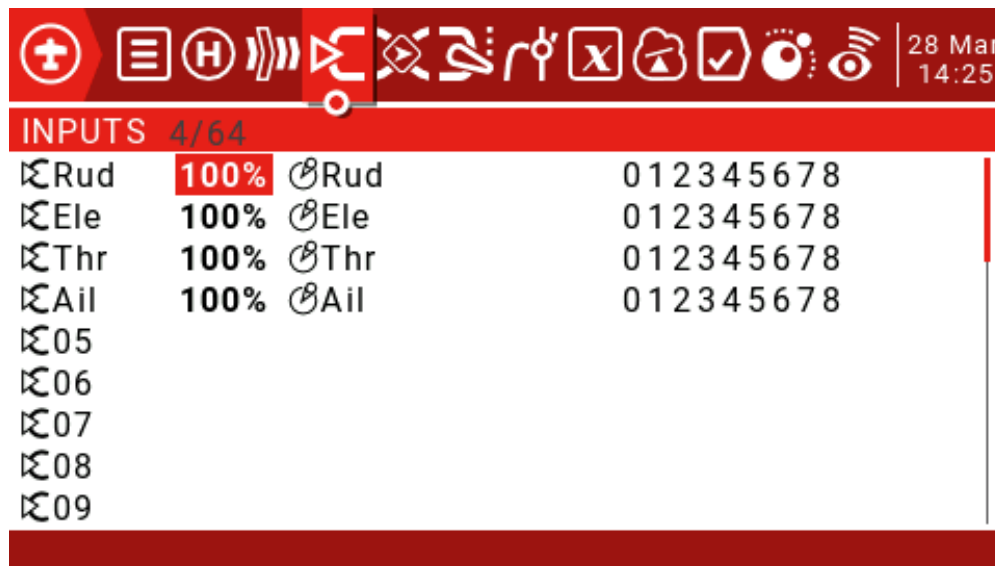 28 Mar
14:25
INPUTS 4/64
Rud 100% Rud 012345678
Ele 100% Ele 012345678
Thr 100% Thr 012345678
Ail 100% Ail 012345678
05
06
07
08
09